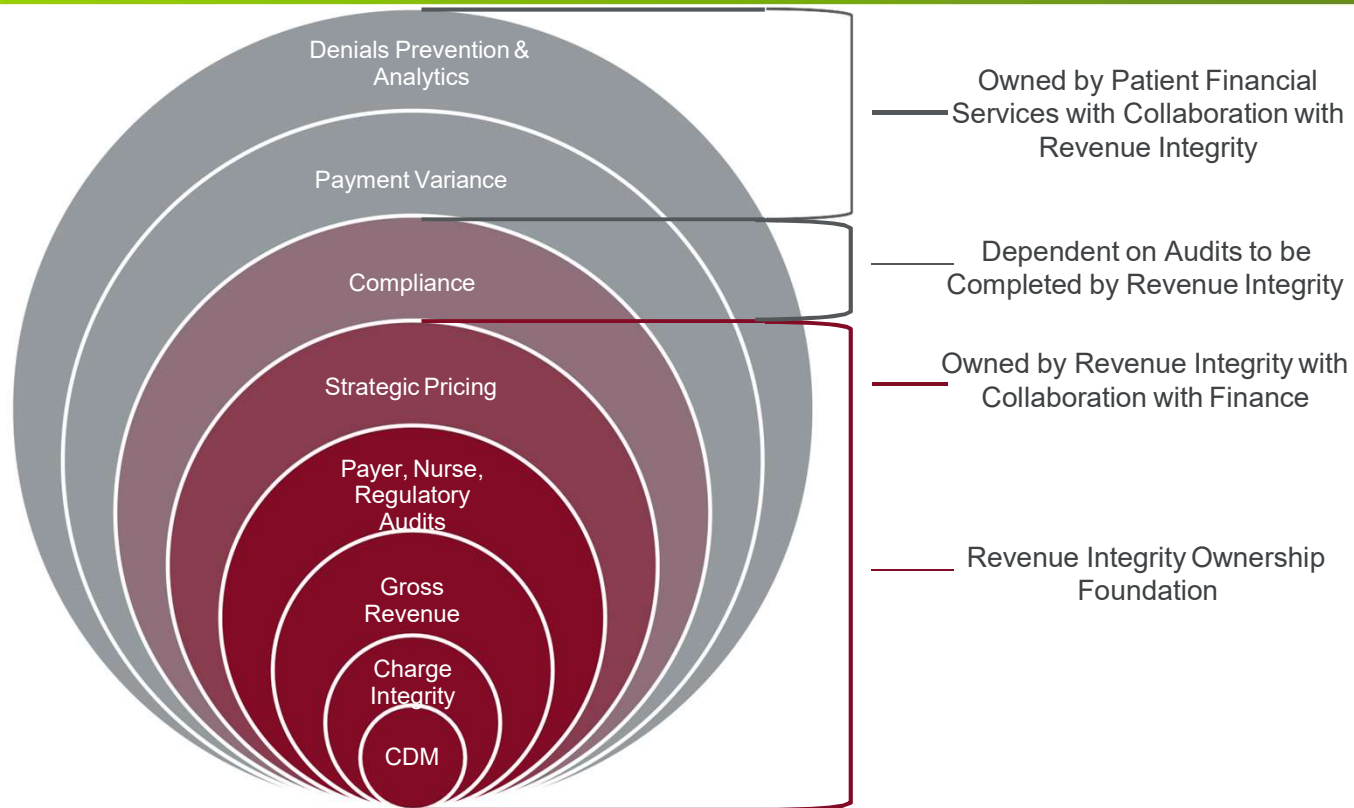 Denials Prevention &
Analytics
Payment Variance
Compliance
Strategic Pricing
Payer, Nurse,
Regulatory
Audits
Gross
Revenue
Charge
Integrity
CDM
Owned by Patient Financial
Services with Collaboration with
Revenue Integrity
Dependent on Audits to be
Completed by Revenue Integrity
Owned by Revenue Integrity with
Collaboration with Finance
Revenue Integrity Ownership
Foundation